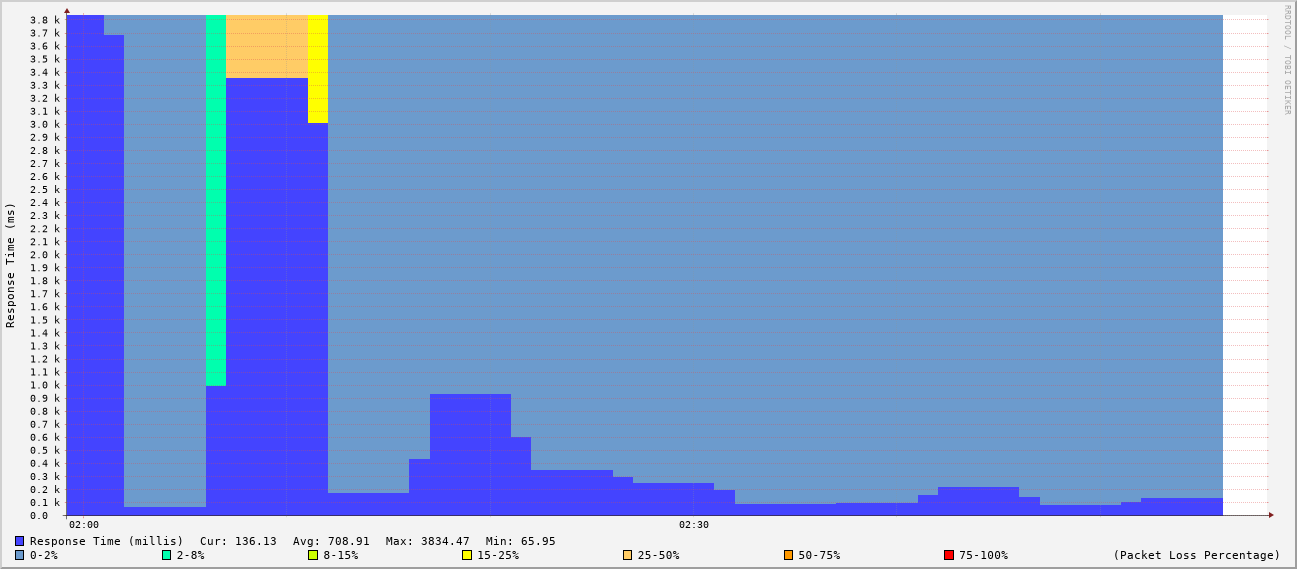 RRDTOOL / TOBI OETIKER
Response Time (ms)
3.8 k
3.7 k
3.6 k
3.5 k
3.4 k
3.3 k
3.2 k
3.1 k
3.0 k
2.9 k
2.8 k
2.7 k
2.6 k
2.5 k
2.4 k
2.3 k
2.2 k
2.1 k
2.0 k
1.9 k
1.8 k
1.7 k
1.6 k
1.5 k
1.4 k
1.3 k
1.2 k
1.1 k
1.0 k
0.9 k
0.8 k
0.7 k
0.6 k
0.5 k
0.4 k
0.3 k
0.2 k
0.1 k
0.0
02:00 02:30
Response Time (millis) Cur: 136.13 Avg: 708.91 Max: 3834.47 Min: 65.95
0-2% 2-8% 8-15% 15-25% 25-50% 50-75% 75-100% (Packet Loss Percentage)